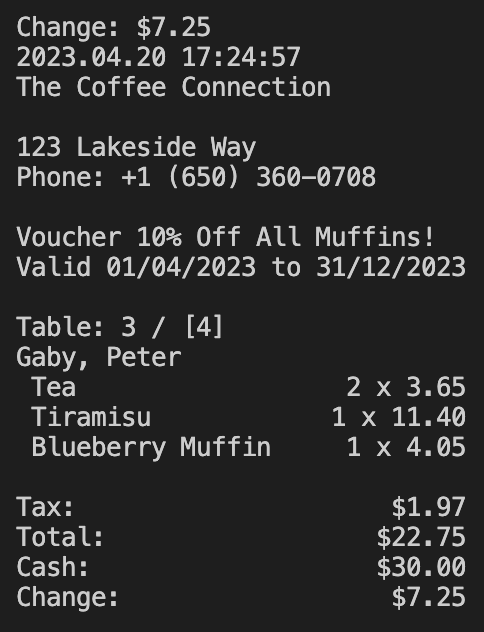 Change: $7.25
2023.04.20 17:24:57
The Coffee Connection
123 Lakeside Way
Phone: +1 (650) 360-0708
Voucher 10% Off All Muffins!
Valid 01/04/2023 to 31/12/2023
Table: 3 / [4]
Gaby, Peter
Tea 2 x 3.65
Tiramisu 1 x 11.40
Blueberry Muffin 1 x 4.05
Tax: $1.97
Total: $22.75
Cash: $30.00
Change: $7.25